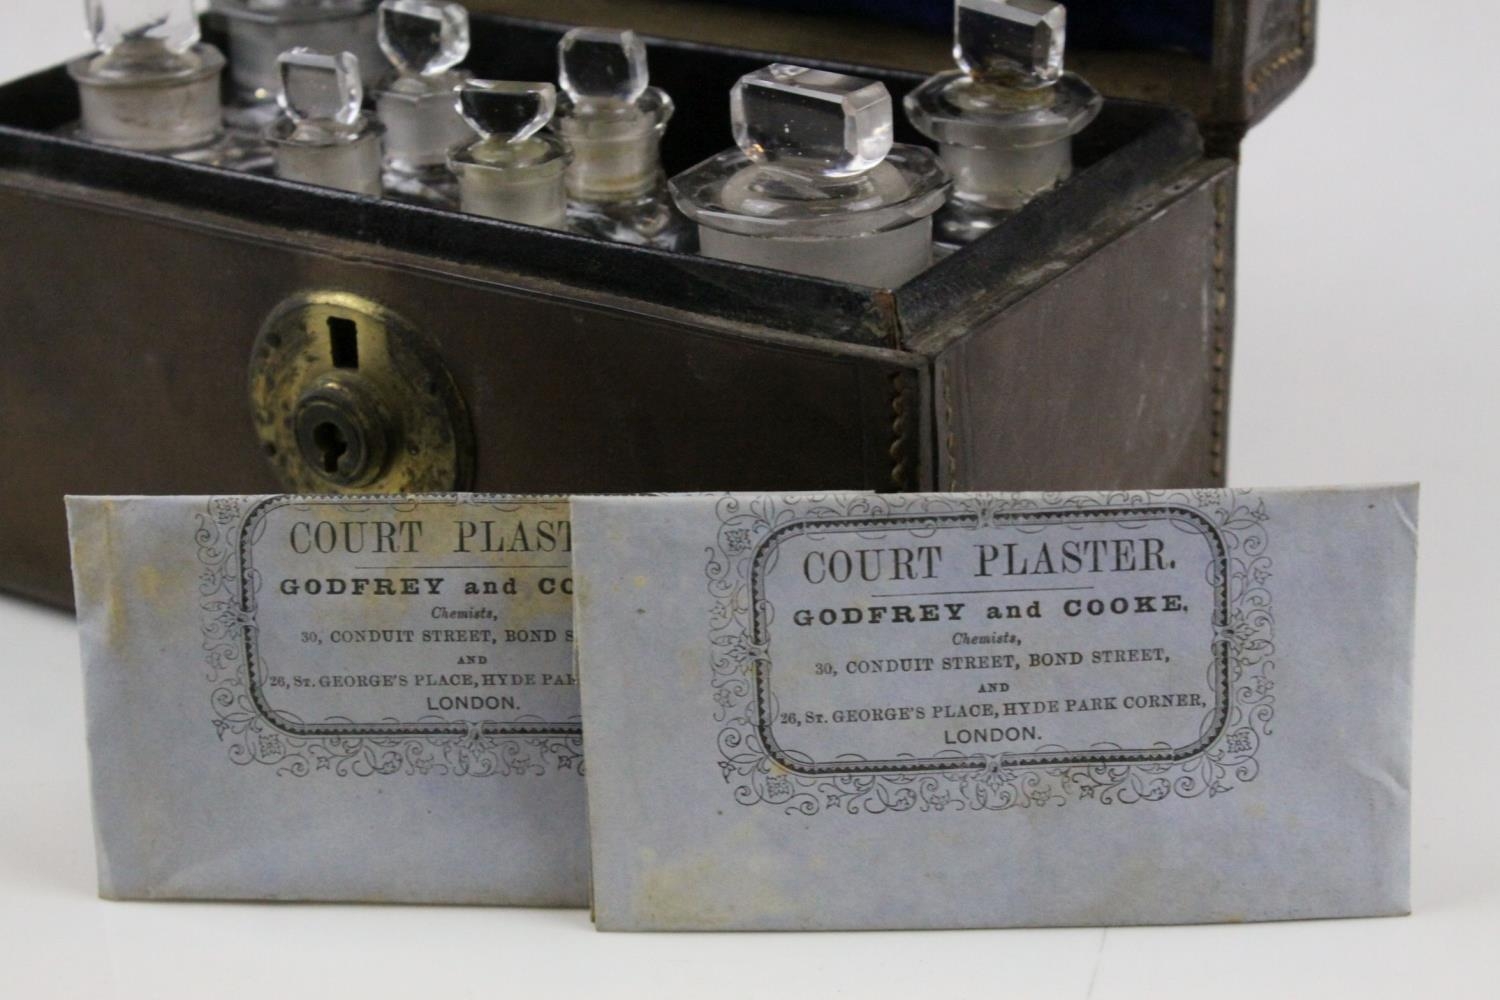 COURT PLAST
GODFREY and CO
Chemists,
30, CONDUIT STREET, BOND S
AND
26, ST. GEORGE'S PLACE, HYDE PAR
LONDON.
COURT PLASTER.
GODFREY and COOKE,
Chemists,
30, CONDUIT STREET, BOND STREET,
AND
26, ST. GEORGE'S PLACE, HYDE PARK CORNER,
LONDON.